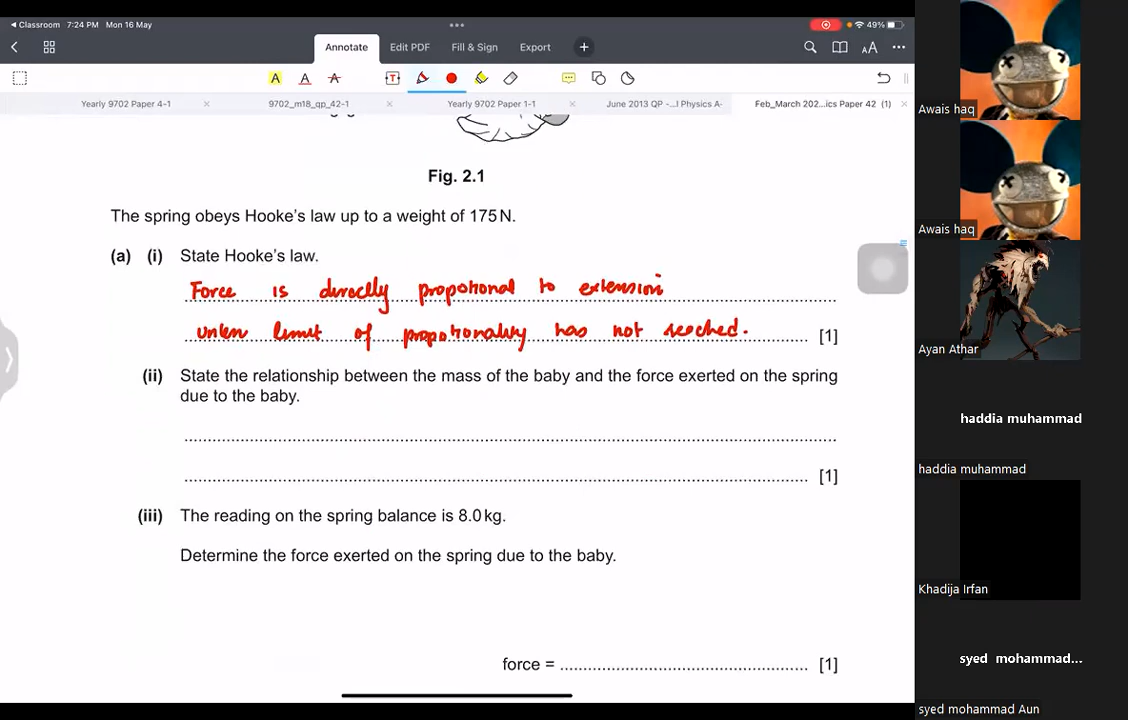 ◂ Classroom 7:24 PM Mon 16 May
49%
Annotate Edit PDF Fill & Sign Export
AA
A A A T
Yearly 9702 Paper 4-1 × 9702_m18_qp_42-1 × Yearly 9702 Paper 1-1 × June 2013 QP -...l Physics A- Feb_March 202...ics Paper 42 (1) ×
Fig. 2.1
The spring obeys Hooke's law up to a weight of 175 N.
(a) (i) State Hooke's law.
Force is directly propotional to extension
unless limit of propotionality has not reached. [1]
(ii) State the relationship between the mass of the baby and the force exerted on the spring
due to the baby.
[1]
(iii) The reading on the spring balance is 8.0 kg.
Determine the force exerted on the spring due to the baby.
force = [1]
Awais haq
Awais haq
Ayan Athar
haddia muhammad
haddia muhammad
Khadija Irfan
syed mohammad...
syed mohammad Aun